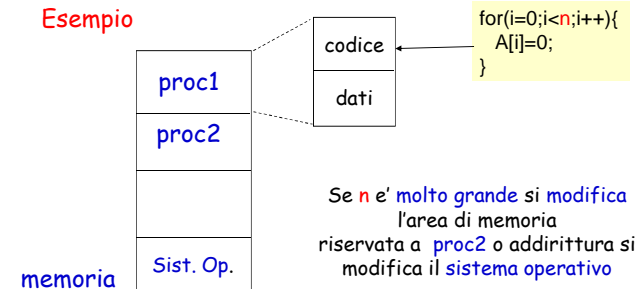 Esempio
codice
for(i=0;i<n;i++){
A[i]=0;
}
proc1
dati
proc2
Se n e' molto grande si modifica
l'area di memoria
riservata a proc2 o addirittura si
modifica il sistema operativo
Sist. Op.
memoria